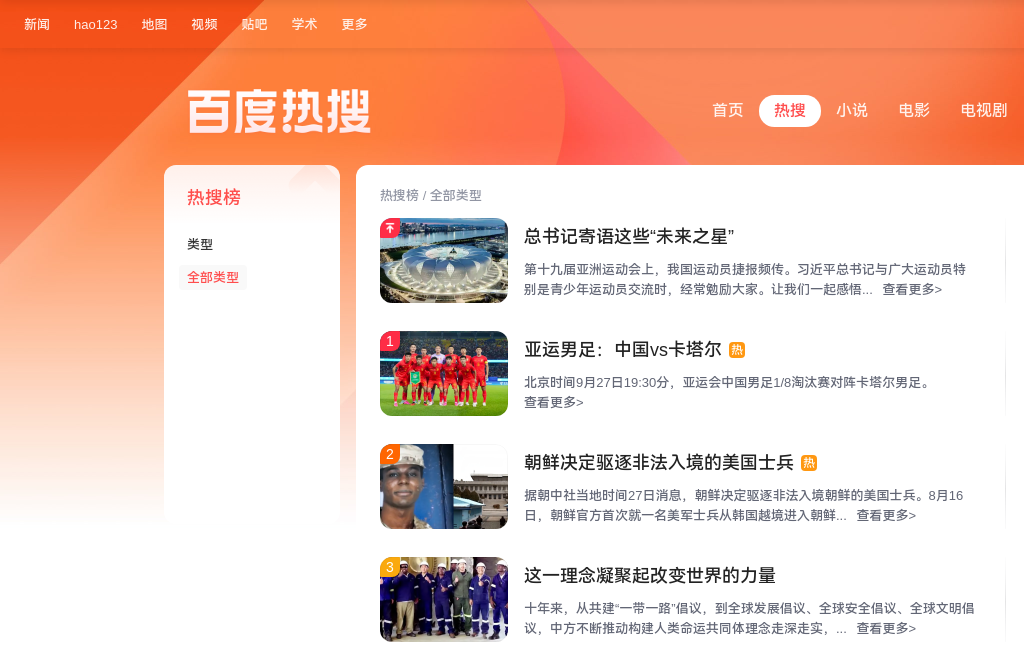 新闻 hao123 地图 视频 贴吧 学术 更多
百度热搜
首页 热搜 小说 电影 电视剧
热搜榜
类型
全部类型
热搜榜 / 全部类型
总书记寄语这些“未来之星”
第十九届亚洲运动会上，我国运动员捷报频传。习近平总书记与广大运动员特
别是青少年运动员交流时，经常勉励大家。让我们一起感悟... 查看更多>
1
亚运男足：中国vs卡塔尔 热
北京时间9月27日19:30分，亚运会中国男足1/8淘汰赛对阵卡塔尔男足。
查看更多>
2
朝鲜决定驱逐非法入境的美国士兵 热
据朝中社当地时间27日消息，朝鲜决定驱逐非法入境朝鲜的美国士兵。8月16
日，朝鲜官方首次就一名美军士兵从韩国越境进入朝鲜... 查看更多>
3
这一理念凝聚起改变世界的力量
十年来，从共建“一带一路”倡议，到全球发展倡议、全球安全倡议、全球文明倡
议，中方不断推动构建人类命运共同体理念走深走实，... 查看更多>